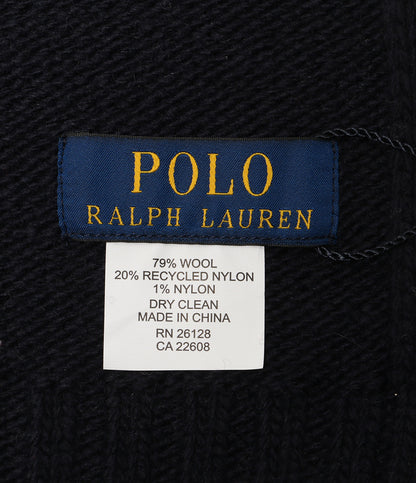 POLO
RALPH LAUREN
79% WOOL
20% RECYCLED NYLON
1% NYLON
DRY CLEAN
MADE IN CHINA
RN 26128
CA 22608